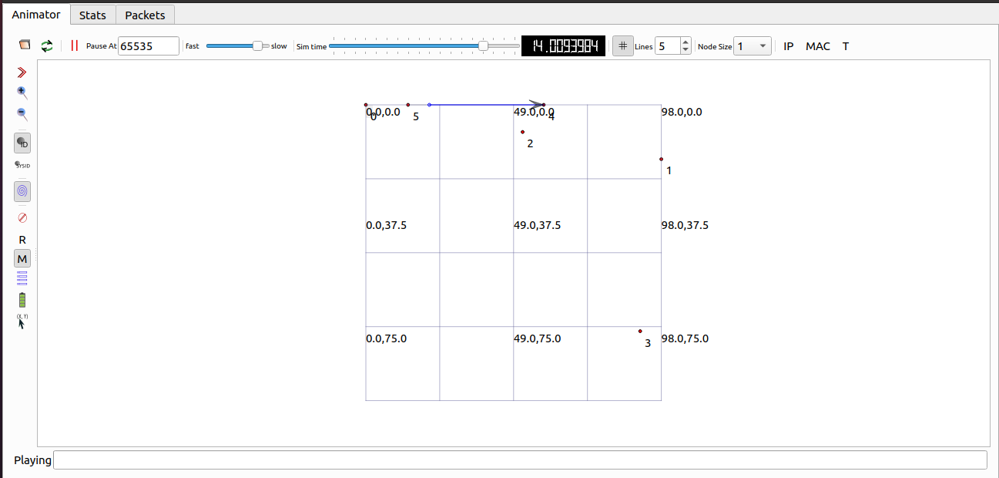 Animator Stats Packets
Pause At 65535 fast slow Sim time 14.0093984 # Lines 5 Node Size 1 IP MAC T
ID
SYSID
R
M
(X, Y)
0.0,0.0 49.0,0.0 98.0,0.0
0 5 4
2
1
0.0,37.5 49.0,37.5 98.0,37.5
0.0,75.0 49.0,75.0 98.0,75.0
3
Playing